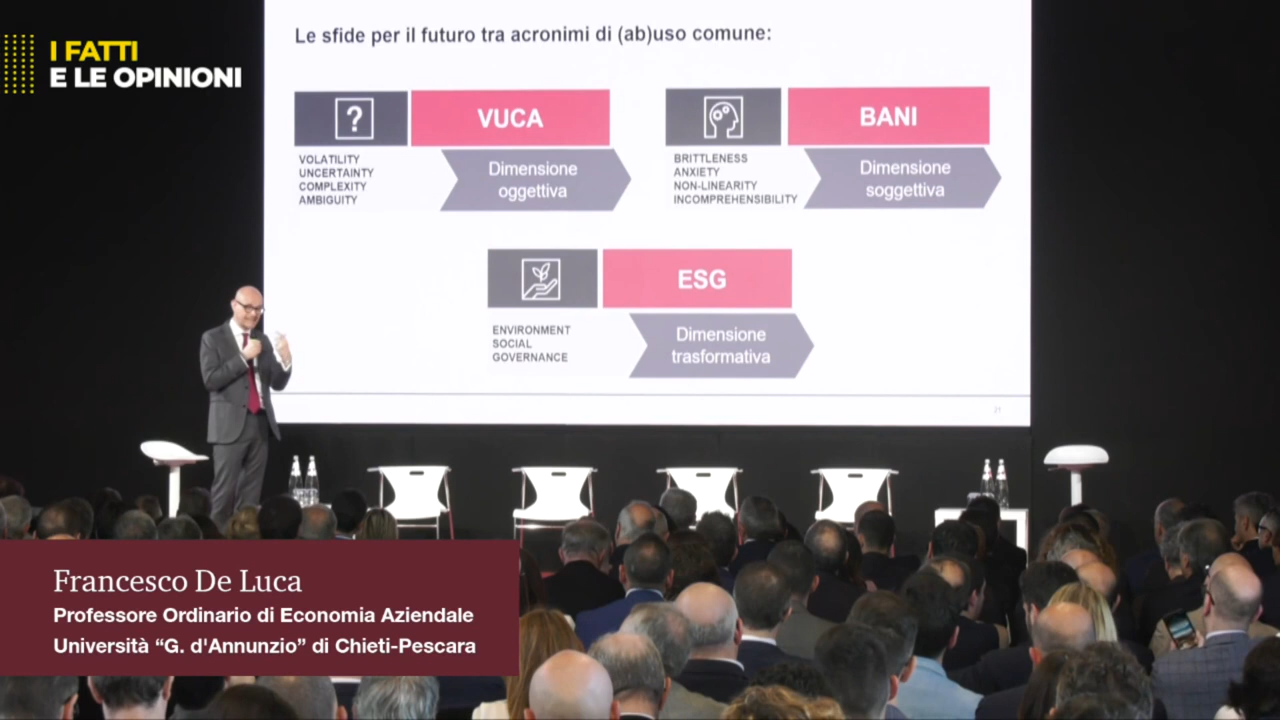 I FATTI
E LE OPINIONI
Le sfide per il futuro tra acronimi di (ab)uso comune:
?
VUCA
VOLATILITY
UNCERTAINTY
COMPLEXITY
AMBIGUITY
Dimensione
oggettiva
BANI
BRITTLENESS
ANXIETY
NON-LINEARITY
INCOMPREHENSIBILITY
Dimensione
soggettiva
ESG
ENVIRONMENT
SOCIAL
GOVERNANCE
Dimensione
trasformativa
21
Francesco De Luca
Professore Ordinario di Economia Aziendale
Università “G. d'Annunzio” di Chieti-Pescara